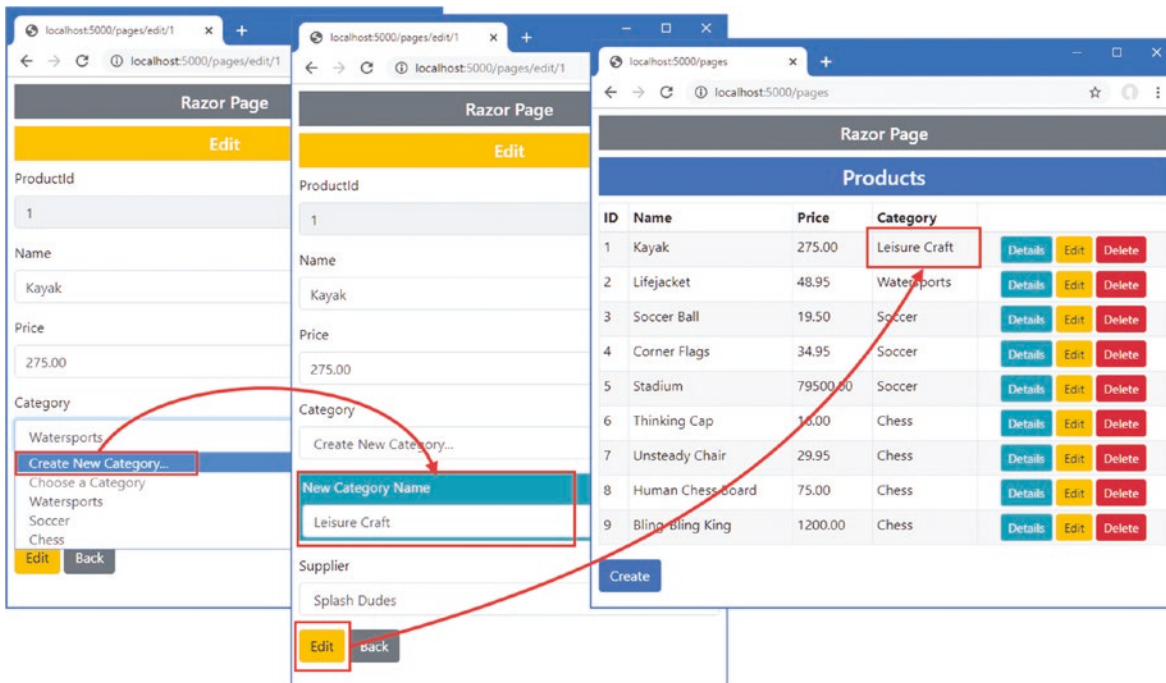 localhost:5000/pages/edit/1
localhost:5000/pages/edit/1
Razor Page
Edit
ProductId
1
Name
Kayak
Price
275.00
Category
Watersports
Create New Category...
Choose a Category
Watersports
Soccer
Chess
Edit Back
localhost:5000/pages/edit/1
localhost:5000/pages/edit/1
Razor Page
Edit
ProductId
1
Name
Kayak
Price
275.00
Category
Create New Category...
New Category Name
Leisure Craft
Supplier
Splash Dudes
Edit Back
localhost:5000/pages
localhost:5000/pages
Razor Page
Products
ID Name Price Category
1 Kayak 275.00 Leisure Craft Details Edit Delete
2 Lifejacket 48.95 Watersports Details Edit Delete
3 Soccer Ball 19.50 Soccer Details Edit Delete
4 Corner Flags 34.95 Soccer Details Edit Delete
5 Stadium 79500.00 Soccer Details Edit Delete
6 Thinking Cap 16.00 Chess Details Edit Delete
7 Unsteady Chair 29.95 Chess Details Edit Delete
8 Human Chess Board 75.00 Chess Details Edit Delete
9 Bling-Bling King 1200.00 Chess Details Edit Delete
Create